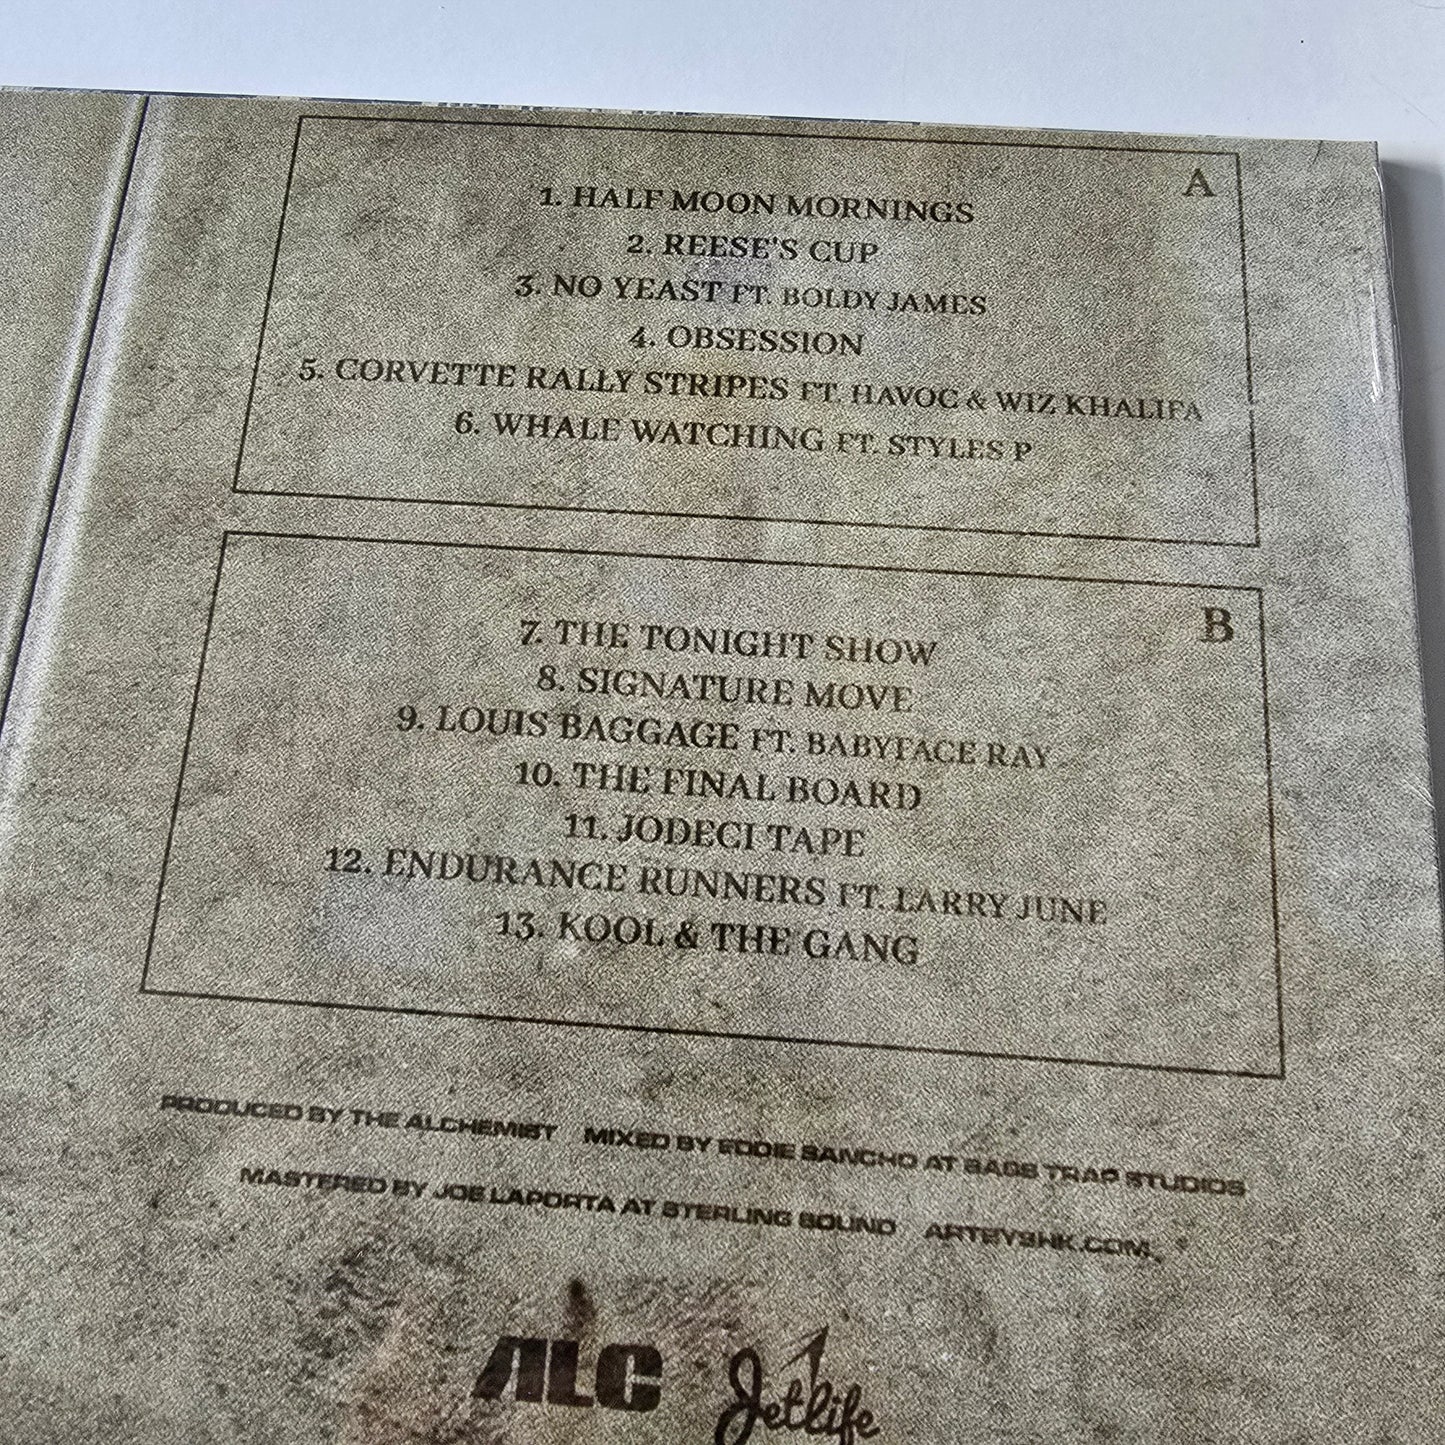 A
1. HALF MOON MORNINGS
2. REESE'S CUP
3. NO YEAST FT. BOLDY JAMES
4. OBSESSION
5. CORVETTE RALLY STRIPES FT. HAVOC & WIZ KHALIFA
6. WHALE WATCHING FT. STYLES P
B
7. THE TONIGHT SHOW
8. SIGNATURE MOVE
9. LOUIS BAGGAGE FT. BABYFACE RAY
10. THE FINAL BOARD
11. JODECI TAPE
12. ENDURANCE RUNNERS FT. LARRY JUNE
13. KOOL & THE GANG
PRODUCED BY THE ALCHEMIST MIXED BY EDDIE SANCHO AT BAGS TRAP STUDIOS
MASTERED BY JOE LAPORTA AT STERLING SOUND ARTBYSHK.COM
ALC Jetlife